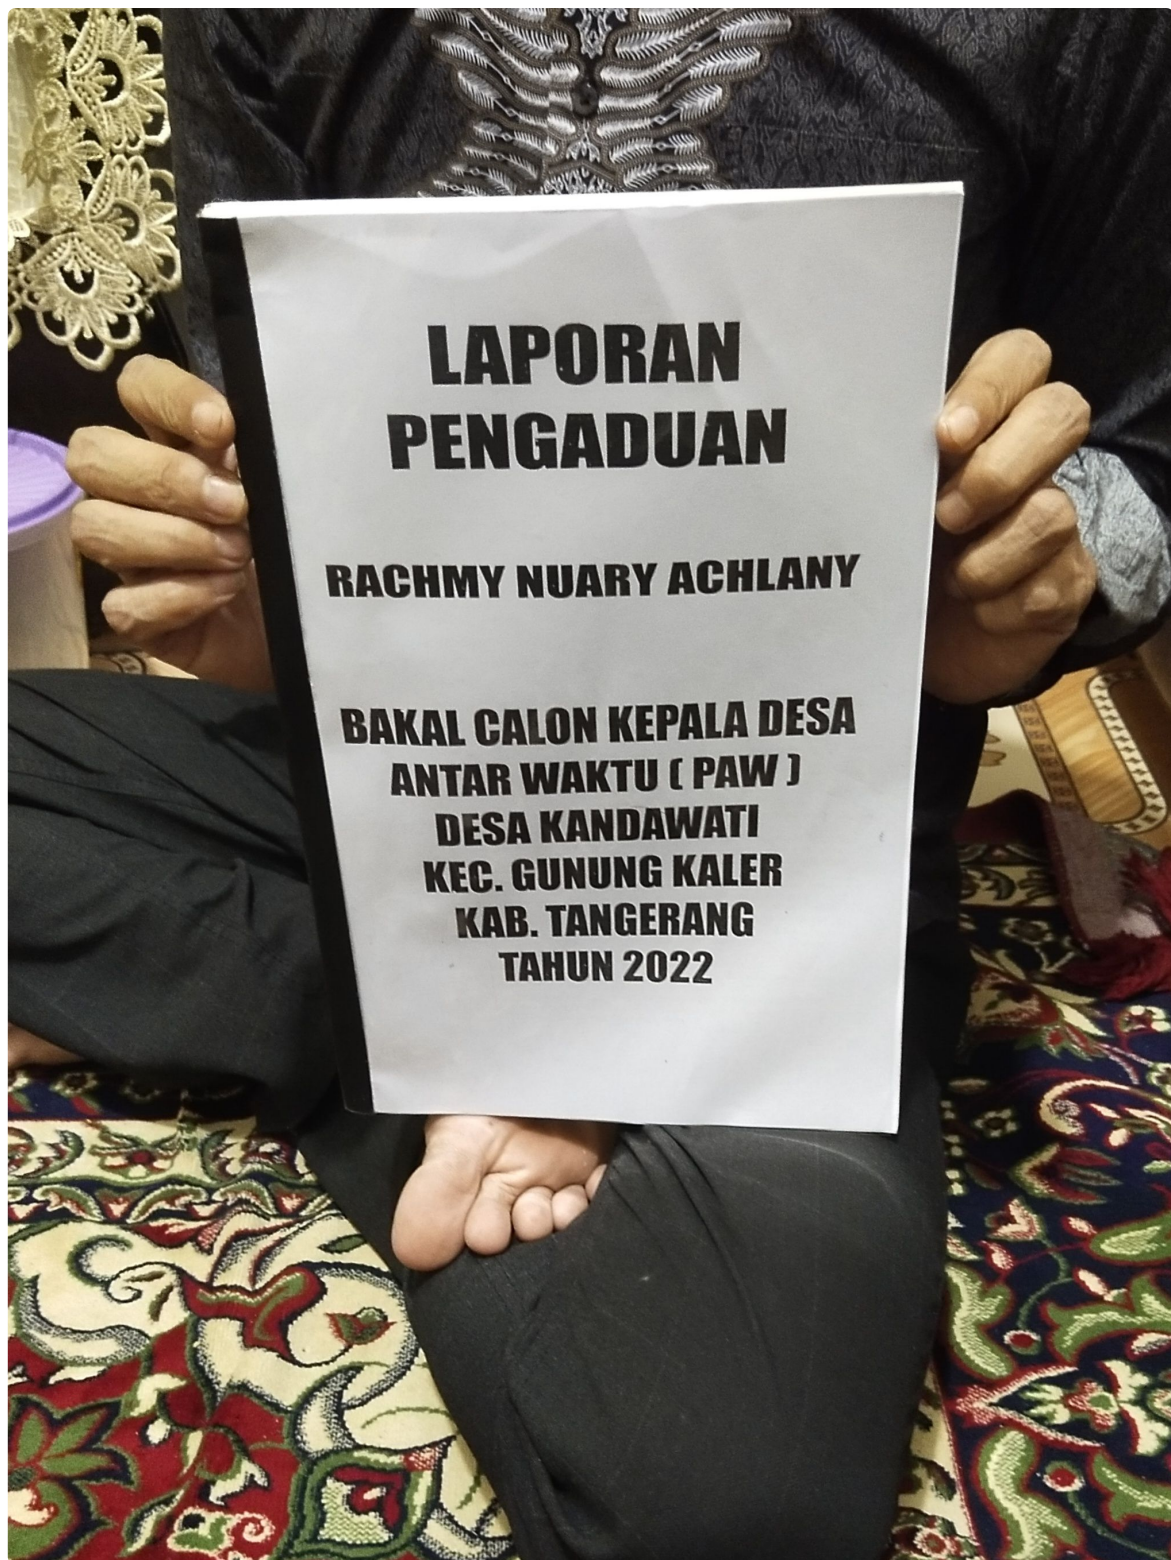 LAPORAN
PENGADUAN
RACHMY NUARY ACHLANY
BAKAL CALON KEPALA DESA
ANTAR WAKTU ( PAW )
DESA KANDAWATI
KEC. GUNUNG KALER
KAB. TANGERANG
TAHUN 2022